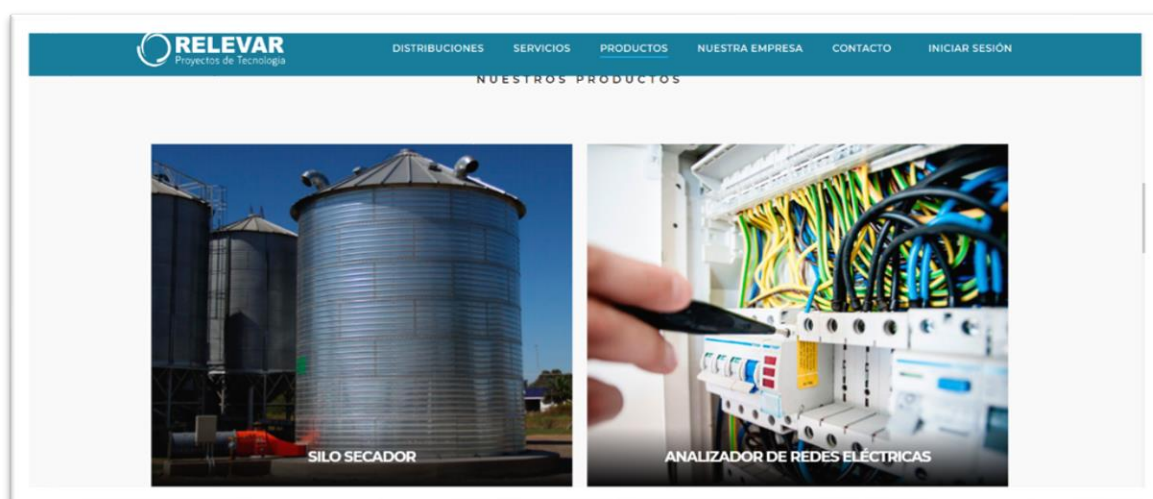 RELEVAR
Proyectos de Tecnología
DISTRIBUCIONES SERVICIOS PRODUCTOS NUESTRA EMPRESA CONTACTO INICIAR SESIÓN
NUESTROS PRODUCTOS
SILO SECADOR
ANALIZADOR DE REDES ELÉCTRICAS